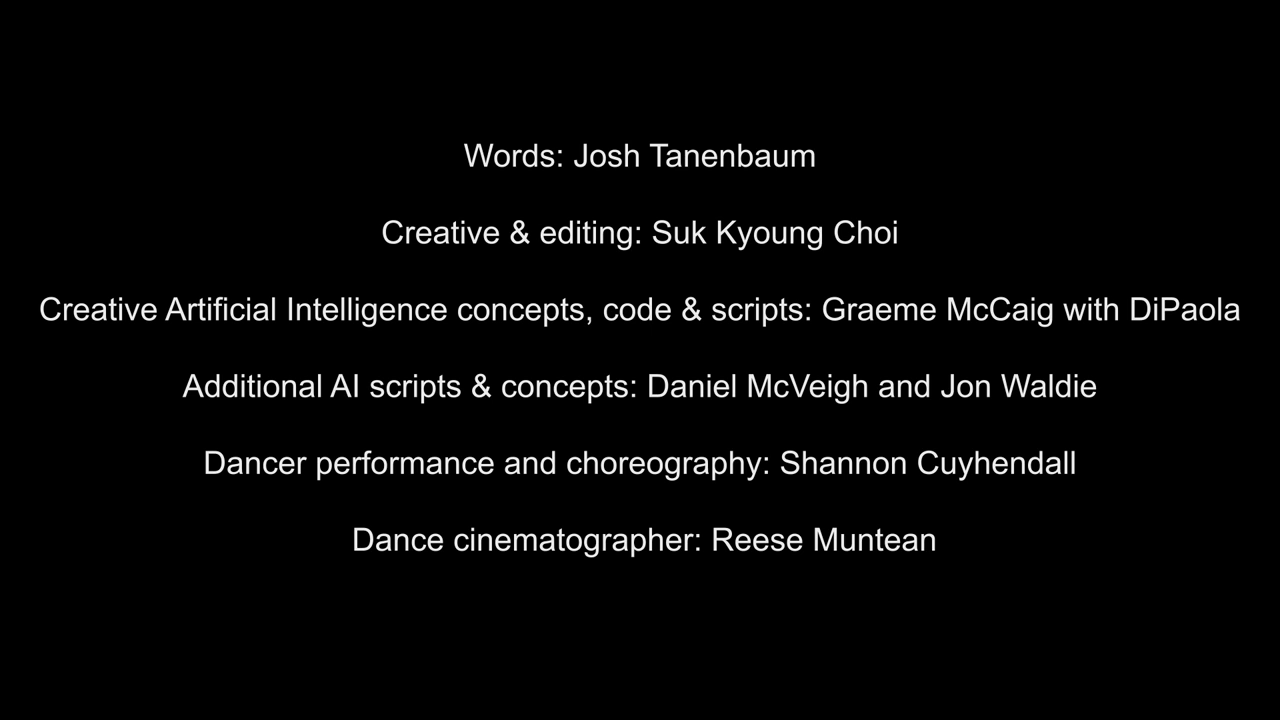 Words: Josh Tanenbaum
Creative & editing: Suk Kyoung Choi
Creative Artificial Intelligence concepts, code & scripts: Graeme McCaig with DiPaola
Additional AI scripts & concepts: Daniel McVeigh and Jon Waldie
Dancer performance and choreography: Shannon Cuyhendall
Dance cinematographer: Reese Muntean